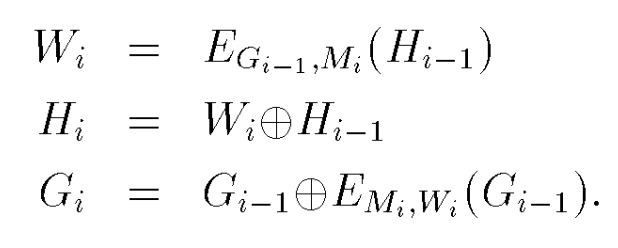 W_i = E_{G_{i-1},M_i}(H_{i-1})
H_i = W_i⊕H_{i-1}
G_i = G_{i-1}⊕E_{M_i,W_i}(G_{i-1}).